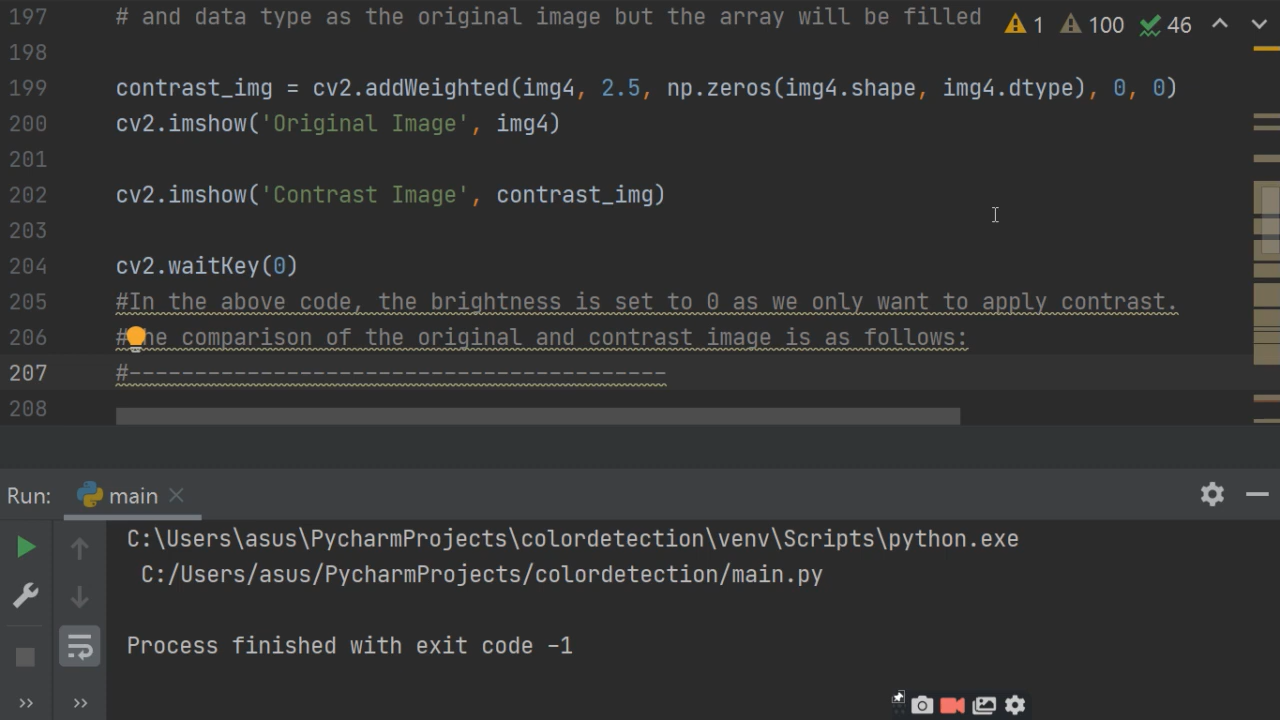 197 # and data type as the original image but the array will be filled
1 100 46
198
199 contrast_img = cv2.addWeighted(img4, 2.5, np.zeros(img4.shape, img4.dtype), 0, 0)
200 cv2.imshow('Original Image', img4)
201
202 cv2.imshow('Contrast Image', contrast_img)
203
204 cv2.waitKey(0)
205 #In the above code, the brightness is set to 0 as we only want to apply contrast.
206 #The comparison of the original and contrast image is as follows:
207 #-----------------------------------------
208
Run: main
C:\Users\asus\PycharmProjects\colordetection\venv\Scripts\python.exe
C:/Users/asus/PycharmProjects/colordetection/main.py
Process finished with exit code -1